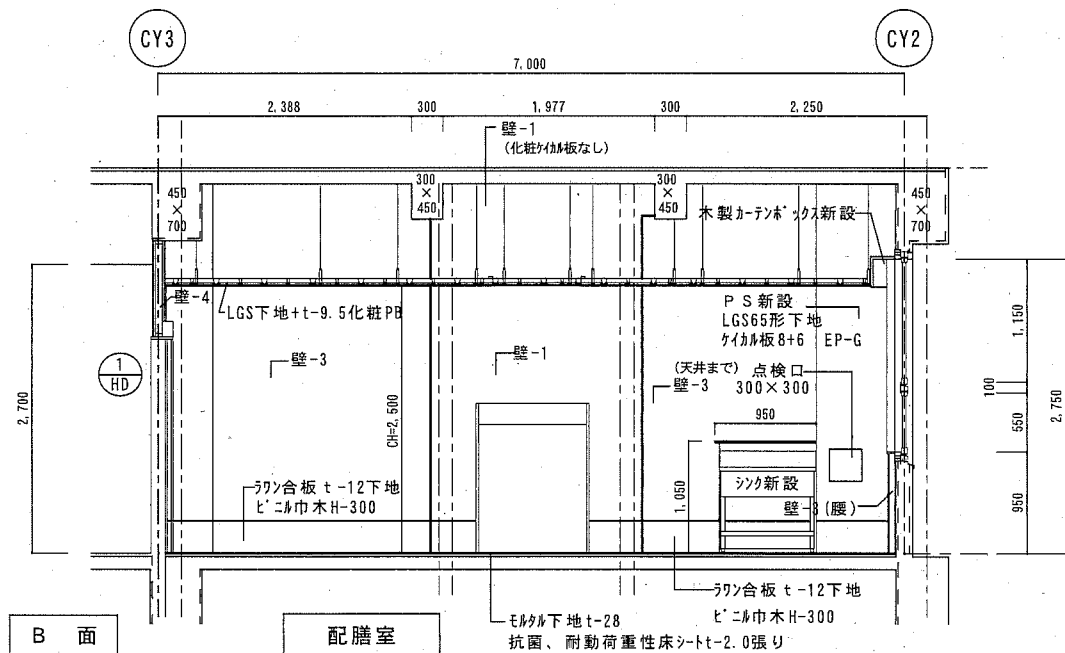 CY3
CY2
7,000
2,388
300
1,977
300
2,250
壁-1
(化粧ケイカル板なし)
450
×
700
300
×
450
300
×
450
450
×
700
木製カーテンボックス新設
壁-4
LGS下地+t-9.5化粧PB
PS新設
LGS65形下地
ケイカル板8+6 EP-G
1
HD
壁-3
壁-1
(天井まで)
壁-3
点検口
300×300
2,700
CH=2,500
950
1,050
1,150
100
550
950
2,750
ラワン合板 t-12下地
ビニル巾木H-300
シンク新設
壁-3(腰)
ラワン合板 t-12下地
ビニル巾木H-300
モルタル下地t-28
抗菌、耐動荷重性床シートt-2.0張り
B 面
配膳室